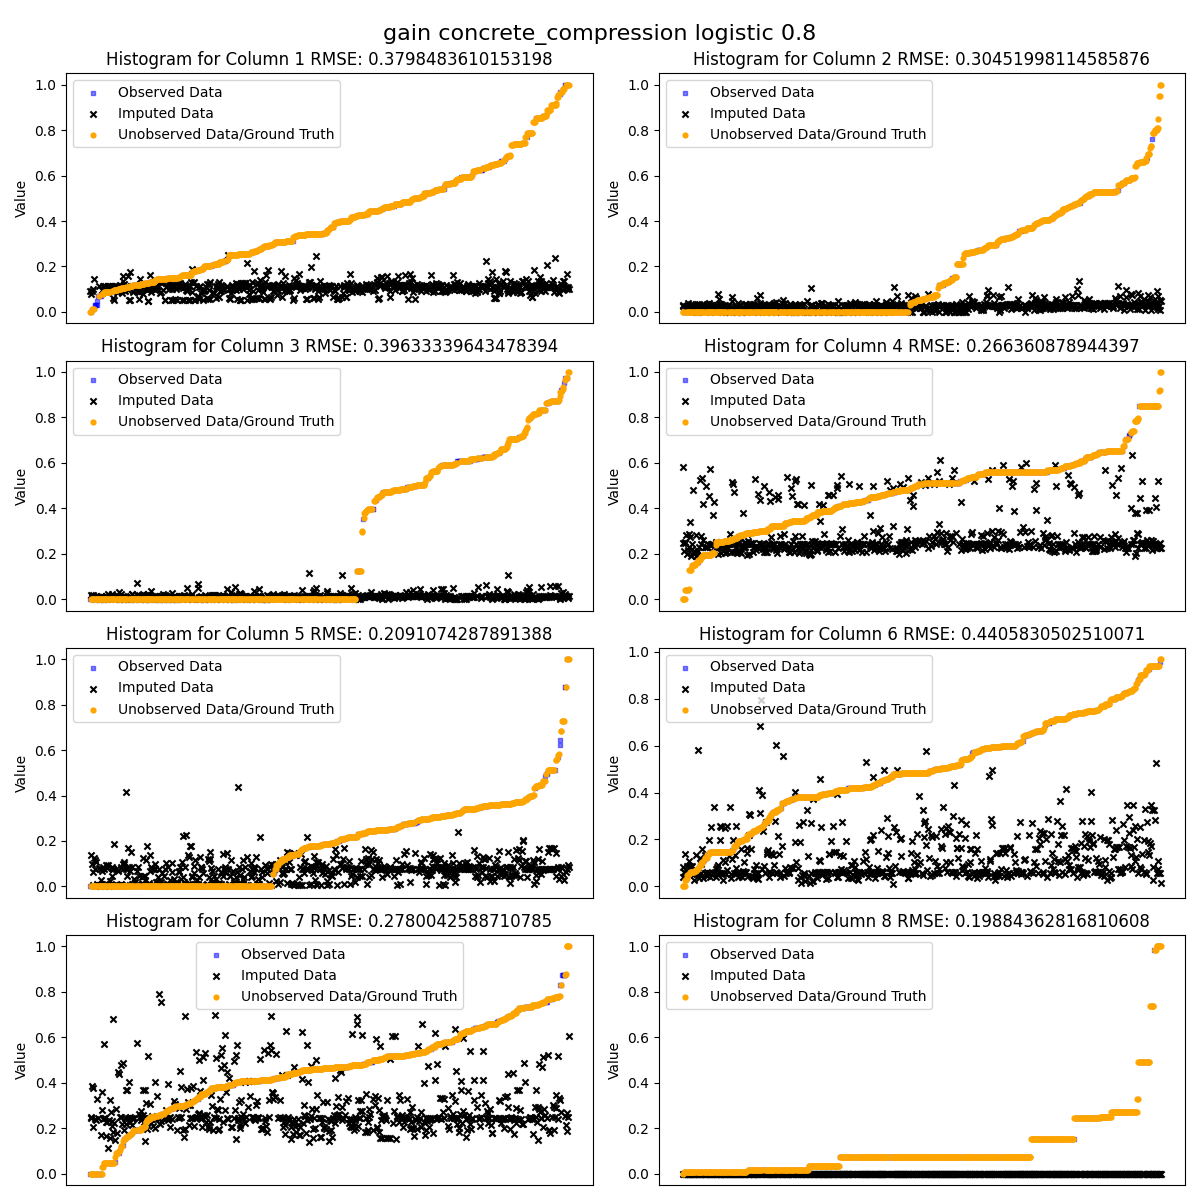 gain concrete_compression logistic 0.8
Histogram for Column 1 RMSE: 0.3798483610153198
Histogram for Column 2 RMSE: 0.30451998114585876
Value
1.0
0.8
0.6
0.4
0.2
0.0
Observed Data
Imputed Data
Unobserved Data/Ground Truth
Value
1.0
0.8
0.6
0.4
0.2
0.0
Observed Data
Imputed Data
Unobserved Data/Ground Truth
Histogram for Column 3 RMSE: 0.39633339643478394
Histogram for Column 4 RMSE: 0.266360878944397
Value
1.0
0.8
0.6
0.4
0.2
0.0
Observed Data
Imputed Data
Unobserved Data/Ground Truth
Value
1.0
0.8
0.6
0.4
0.2
0.0
Observed Data
Imputed Data
Unobserved Data/Ground Truth
Histogram for Column 5 RMSE: 0.2091074287891388
Histogram for Column 6 RMSE: 0.4405830502510071
Value
1.0
0.8
0.6
0.4
0.2
0.0
Observed Data
Imputed Data
Unobserved Data/Ground Truth
Value
1.0
0.8
0.6
0.4
0.2
0.0
Observed Data
Imputed Data
Unobserved Data/Ground Truth
Histogram for Column 7 RMSE: 0.2780042588710785
Histogram for Column 8 RMSE: 0.19884362816810608
Value
1.0
0.8
0.6
0.4
0.2
0.0
Observed Data
Imputed Data
Unobserved Data/Ground Truth
Value
1.0
0.8
0.6
0.4
0.2
0.0
Observed Data
Imputed Data
Unobserved Data/Ground Truth